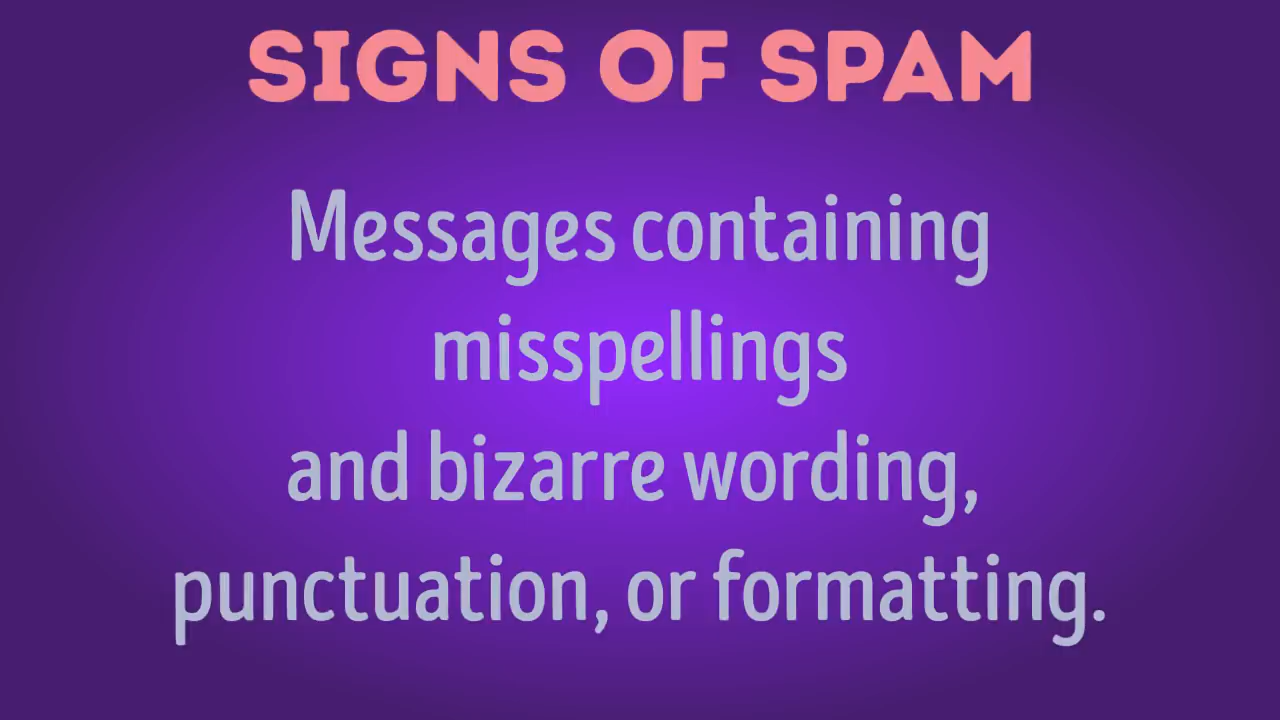 SIGNS OF SPAM
Messages containing
misspellings
and bizarre wording,
punctuation, or formatting.